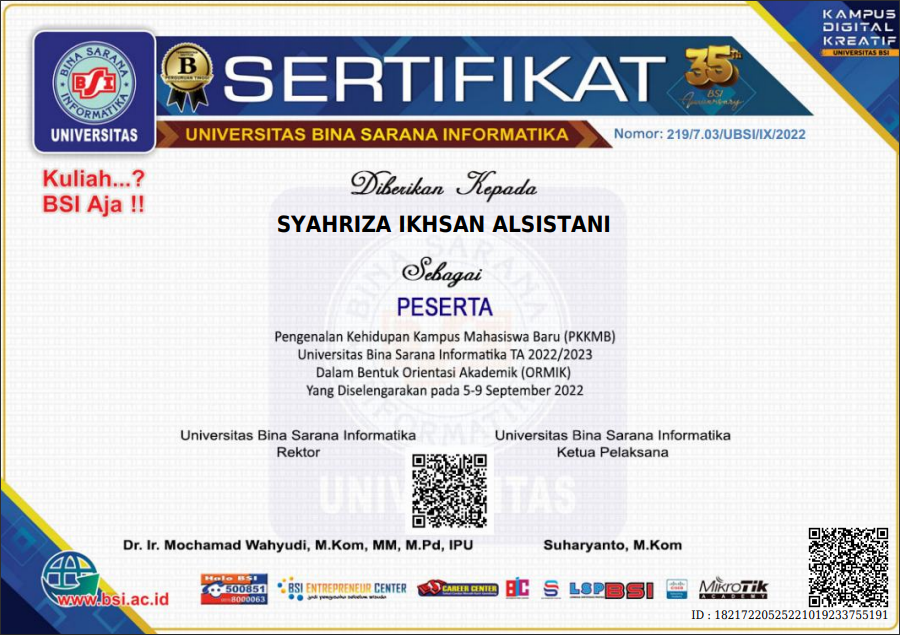 KAMPUS
DIGITAL
KREATIF
UNIVERSITAS BSI
BINA SARANA
BSI
INFORMATIKA
UNIVERSITAS
B
PERGURUAN TINGGI
SERTIFIKAT
35th
BSI
Anniversary
UNIVERSITAS BINA SARANA INFORMATIKA
Nomor: 219/7.03/UBSI/IX/2022
Kuliah...?
BSI Aja !!
Diberikan Kepada
SYAHRIZA IKHSAN ALSISTANI
Sebagai
PESERTA
Pengenalan Kehidupan Kampus Mahasiswa Baru (PKKMB)
Universitas Bina Sarana Informatika TA 2022/2023
Dalam Bentuk Orientasi Akademik (ORMIK)
Yang Diselengarakan pada 5-9 September 2022
Universitas Bina Sarana Informatika Universitas Bina Sarana Informatika
Rektor Ketua Pelaksana
BINA SARANA
INFORMATIKA
UNIVERSITAS
Dr. Ir. Mochamad Wahyudi, M.Kom, MM, M.Pd, IPU Suharyanto, M.Kom
www.bsi.ac.id
Halo BSI
500851
8000063
BSI ENTREPRENEUR CENTER
CAREER CENTER
LSP BSI
MikroTik
ACADEMY
ID : 18217220525221019233755191